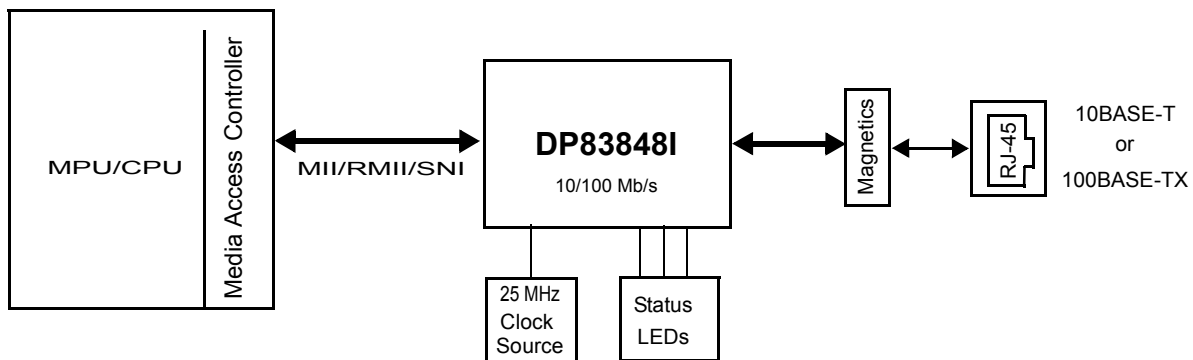 MPU/CPU
Media Access Controller
MII/RMII/SNI
DP83848I
10/100 Mb/s
Magnetics
RJ-45
10BASE-T
or
100BASE-TX
25 MHz
Clock
Source
Status
LEDs